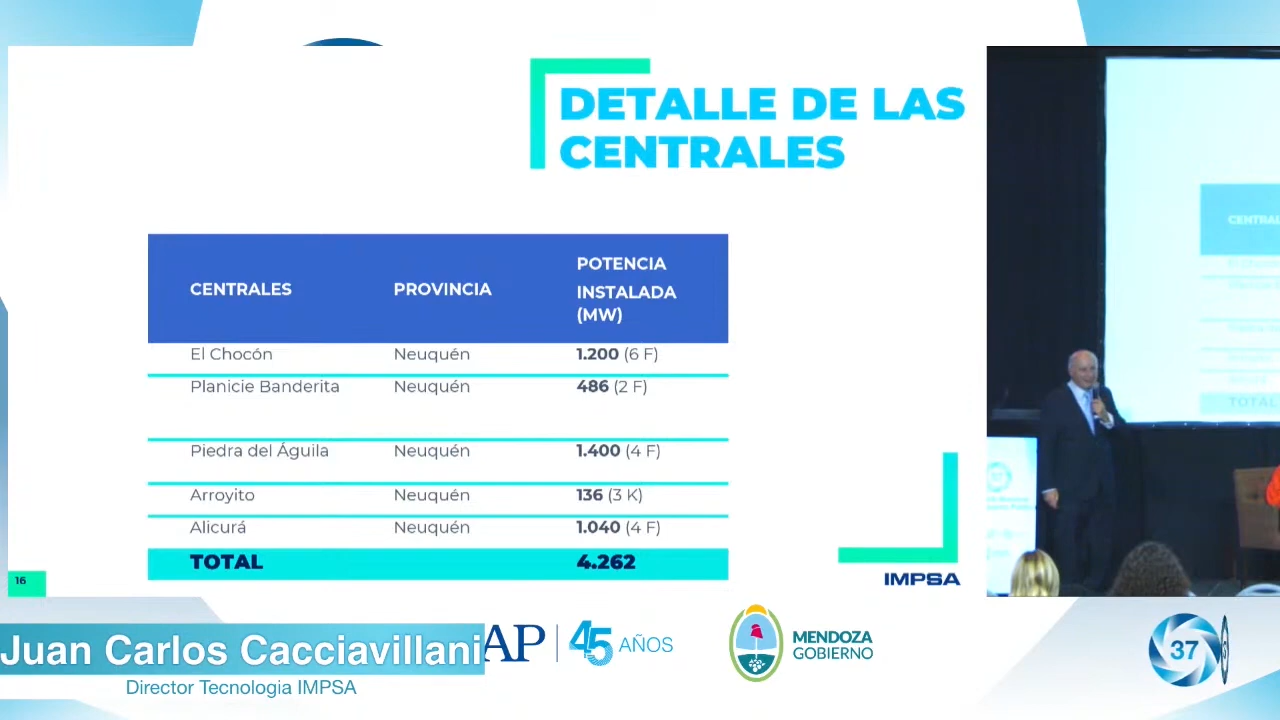 DETALLE DE LAS
CENTRALES
CENTRALES PROVINCIA POTENCIA
INSTALADA
(MW)
El Chocón Neuquén 1.200 (6 F)
Planicie Banderita Neuquén 486 (2 F)
Piedra del Águila Neuquén 1.400 (4 F)
Arroyito Neuquén 136 (3 K)
Alicurá Neuquén 1.040 (4 F)
TOTAL 4.262
16
IMPSA
TOTAL
Juan Carlos Cacciavillani
Director Tecnologia IMPSA
AP 45 AÑOS
MENDOZA
GOBIERNO
37